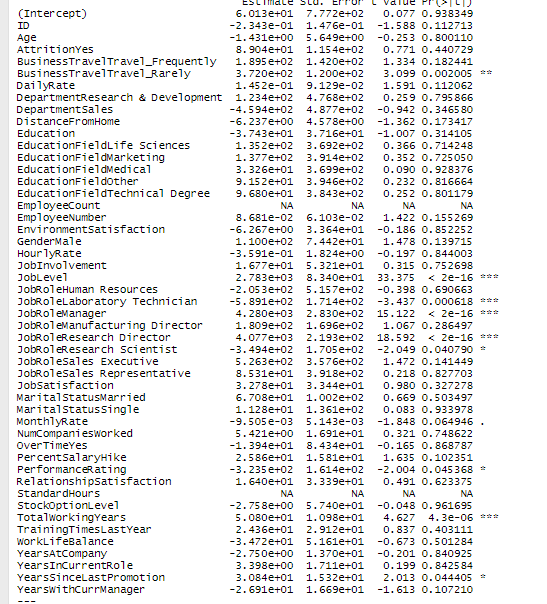 Estimate Std. Error t value Pr(>|t|)
(Intercept) 6.013e+01 7.772e+02 0.077 0.938349
ID -2.343e-01 1.476e-01 -1.588 0.112713
Age -1.431e+00 5.649e+00 -0.253 0.800110
AttritionYes 8.904e+01 1.154e+02 0.771 0.440729
BusinessTravelTravel_Frequently 1.895e+02 1.420e+02 1.334 0.182441
BusinessTravelTravel_Rarely 3.720e+02 1.200e+02 3.099 0.002005 **
DailyRate 1.452e-01 9.129e-02 1.591 0.112062
DepartmentResearch & Development 1.234e+02 4.768e+02 0.259 0.795866
DepartmentSales -4.594e+02 4.877e+02 -0.942 0.346580
DistanceFromHome -6.237e+00 4.578e+00 -1.362 0.173417
Education -3.743e+01 3.716e+01 -1.007 0.314105
EducationFieldLife Sciences 1.352e+02 3.692e+02 0.366 0.714248
EducationFieldMarketing 1.377e+02 3.914e+02 0.352 0.725050
EducationFieldMedical 3.326e+01 3.699e+02 0.090 0.928376
EducationFieldOther 9.152e+01 3.946e+02 0.232 0.816664
EducationFieldTechnical Degree 9.680e+01 3.843e+02 0.252 0.801179
EmployeeCount NA NA NA NA
EmployeeNumber 8.681e-02 6.103e-02 1.422 0.155269
EnvironmentSatisfaction -6.267e+00 3.364e+01 -0.186 0.852252
GenderMale 1.100e+02 7.442e+01 1.478 0.139715
HourlyRate -3.591e-01 1.824e+00 -0.197 0.844003
JobInvolvement 1.677e+01 5.321e+01 0.315 0.752698
JobLevel 2.783e+03 8.340e+01 33.375 < 2e-16 ***
JobRoleHuman Resources -2.053e+02 5.157e+02 -0.398 0.690663
JobRoleLaboratory Technician -5.891e+02 1.714e+02 -3.437 0.000618 ***
JobRoleManager 4.280e+03 2.830e+02 15.122 < 2e-16 ***
JobRoleManufacturing Director 1.809e+02 1.696e+02 1.067 0.286497
JobRoleResearch Director 4.077e+03 2.193e+02 18.592 < 2e-16 ***
JobRoleResearch Scientist -3.494e+02 1.705e+02 -2.049 0.040790 *
JobRoleSales Executive 5.263e+02 3.576e+02 1.472 0.141449
JobRoleSales Representative 8.531e+01 3.918e+02 0.218 0.827703
JobSatisfaction 3.278e+01 3.344e+01 0.980 0.327278
MaritalStatusMarried 6.708e+01 1.002e+02 0.669 0.503497
MaritalStatusSingle 1.128e+01 1.361e+02 0.083 0.933978
MonthlyRate -9.505e-03 5.143e-03 -1.848 0.064946 .
NumCompaniesWorked 5.421e+00 1.691e+01 0.321 0.748622
OverTimeYes -1.394e+01 8.434e+01 -0.165 0.868787
PercentSalaryHike 2.586e+01 1.581e+01 1.635 0.102351
PerformanceRating -3.235e+02 1.614e+02 -2.004 0.045368 *
RelationshipSatisfaction 1.640e+01 3.339e+01 0.491 0.623375
StandardHours NA NA NA NA
StockOptionLevel -2.758e+00 5.740e+01 -0.048 0.961695
TotalWorkingYears 5.080e+01 1.098e+01 4.627 4.3e-06 ***
TrainingTimesLastYear 2.436e+01 2.912e+01 0.837 0.403111
WorkLifeBalance -3.472e+01 5.161e+01 -0.673 0.501284
YearsAtCompany -2.750e+00 1.370e+01 -0.201 0.840925
YearsInCurrentRole 3.398e+00 1.711e+01 0.199 0.842584
YearsSinceLastPromotion 3.084e+01 1.532e+01 2.013 0.044405 *
YearsWithCurrManager -2.691e+01 1.669e+01 -1.613 0.107210
---